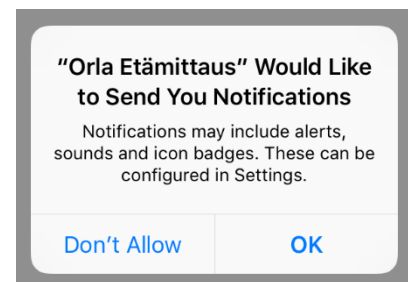 “Orla Etämittaus” Would Like
to Send You Notifications
Notifications may include alerts,
sounds and icon badges. These can be
configured in Settings.
Don’t Allow
OK